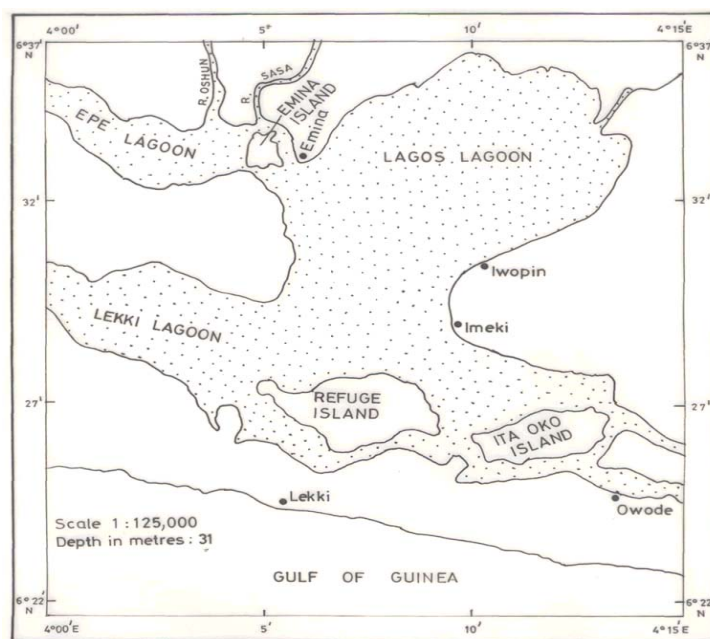 4°00'
5'
10'
4°15'E
6°37'
N
6°37'
N
R. OSHUN
R. SASA
EMINA
ISLAND
Emina
EPE LAGOON
LAGOS LAGOON
32'
32'
Iwopin
LEKKI LAGOON
Imeki
27'
27'
REFUGE
ISLAND
ITA OKO
ISLAND
Lekki
Owode
Scale 1:125,000
Depth in metres : 31
GULF OF GUINEA
6°22'
N
6°22'
N
4°00'E
5'
10'
4°15'E